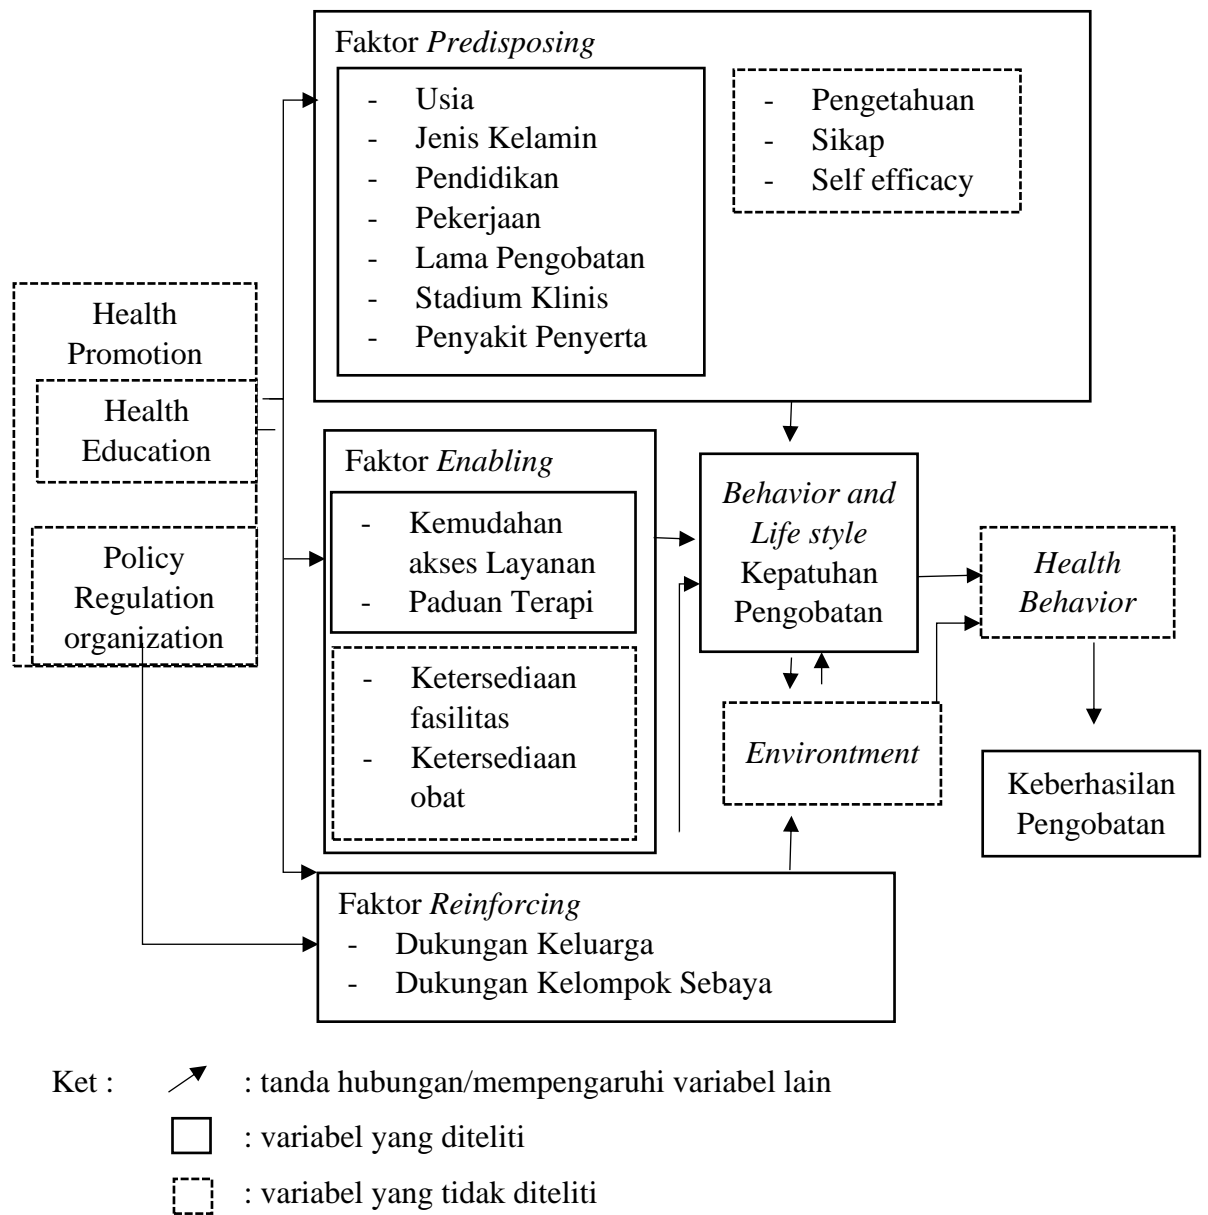 Faktor Predisposing
- Usia
- Jenis Kelamin
- Pendidikan
- Pekerjaan
- Lama Pengobatan
- Stadium Klinis
- Penyakit Penyerta
- Pengetahuan
- Sikap
- Self efficacy
Health
Promotion
Health
Education
Policy
Regulation
organization
Faktor Enabling
- Kemudahan
akses Layanan
- Paduan Terapi
- Ketersediaan
fasilitas
- Ketersediaan
obat
Behavior and
Life style
Kepatuhan
Pengobatan
Health
Behavior
Environtment
Keberhasilan
Pengobatan
Faktor Reinforcing
- Dukungan Keluarga
- Dukungan Kelompok Sebaya
Ket : : tanda hubungan/mempengaruhi variabel lain
: variabel yang diteliti
: variabel yang tidak diteliti